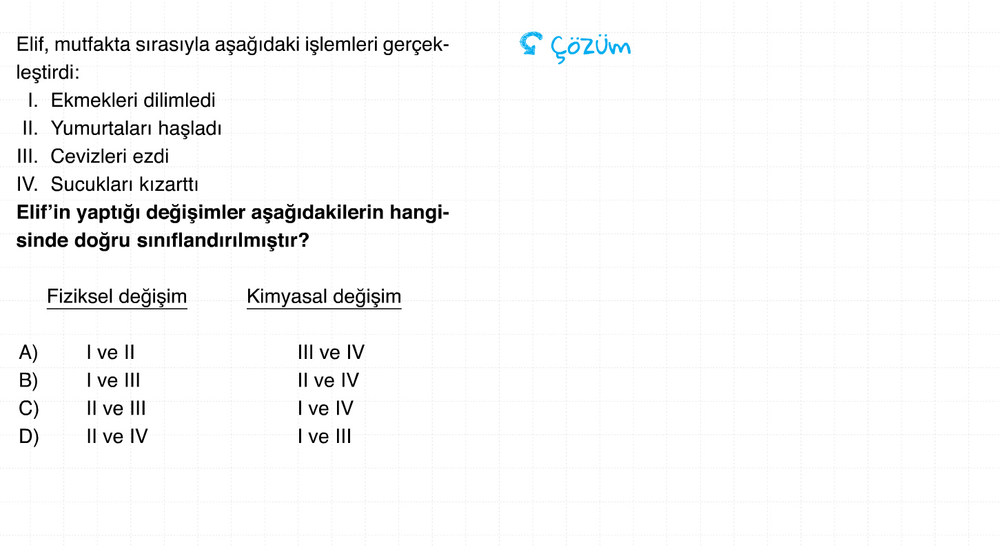 Elif, mutfakta sırasıyla aşağıdaki işlemleri gerçek-
leştirdi:
I. Ekmekleri dilimledi
II. Yumurtaları haşladı
III. Cevizleri ezdi
IV. Sucukları kızarttı
Elif’in yaptığı değişimler aşağıdakilerin hangi-
sinde doğru sınıflandırılmıştır?
Fiziksel değişim Kimyasal değişim
A) I ve II III ve IV
B) I ve III II ve IV
C) II ve III I ve IV
D) II ve IV I ve III
Çözüm